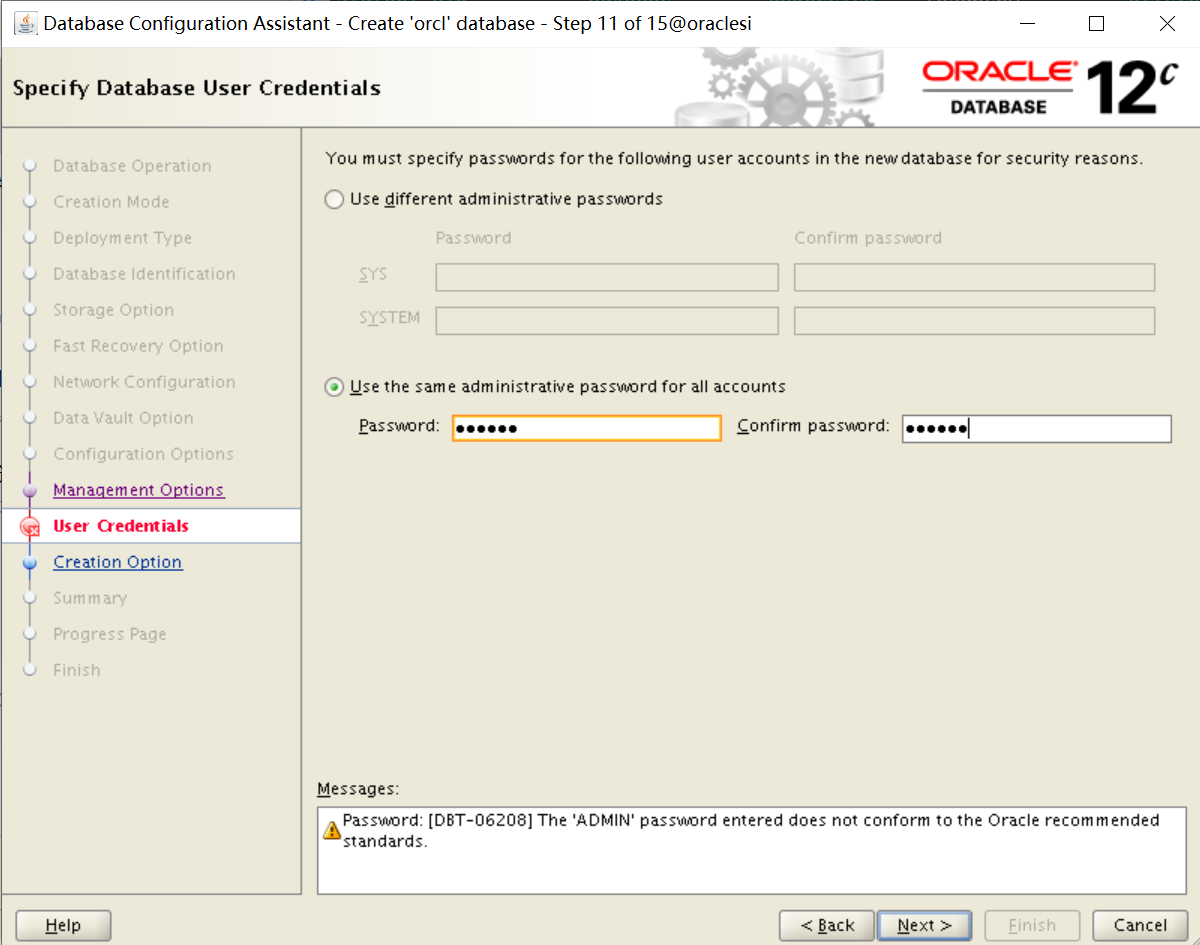 Database Configuration Assistant - Create 'orcl' database - Step 11 of 15@oraclesi
Specify Database User Credentials
ORACLE
DATABASE
12c
Database Operation
Creation Mode
Deployment Type
Database Identification
Storage Option
Fast Recovery Option
Network Configuration
Data Vault Option
Configuration Options
Management Options
User Credentials
Creation Option
Summary
Progress Page
Finish
You must specify passwords for the following user accounts in the new database for security reasons.
Use different administrative passwords
Password Confirm password
SYS
SYSTEM
Use the same administrative password for all accounts
Password: •••••• Confirm password: ••••••
Messages:
Password: [DBT-06208] The 'ADMIN' password entered does not conform to the Oracle recommended
standards.
Help < Back Next > Finish Cancel